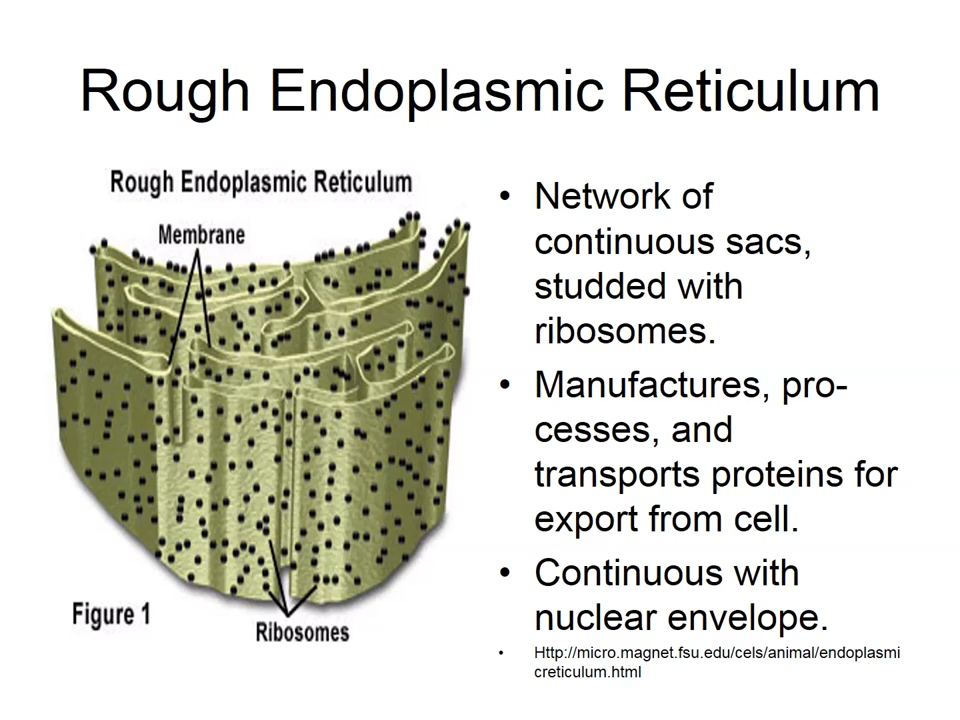 Rough Endoplasmic Reticulum
Rough Endoplasmic Reticulum
Membrane
Figure 1
Ribosomes
• Network of
continuous sacs,
studded with
ribosomes.
• Manufactures, pro-
cesses, and
transports proteins for
export from cell.
• Continuous with
nuclear envelope.
• Http://micro.magnet.fsu.edu/cels/animal/endoplasmi
creticulum.html